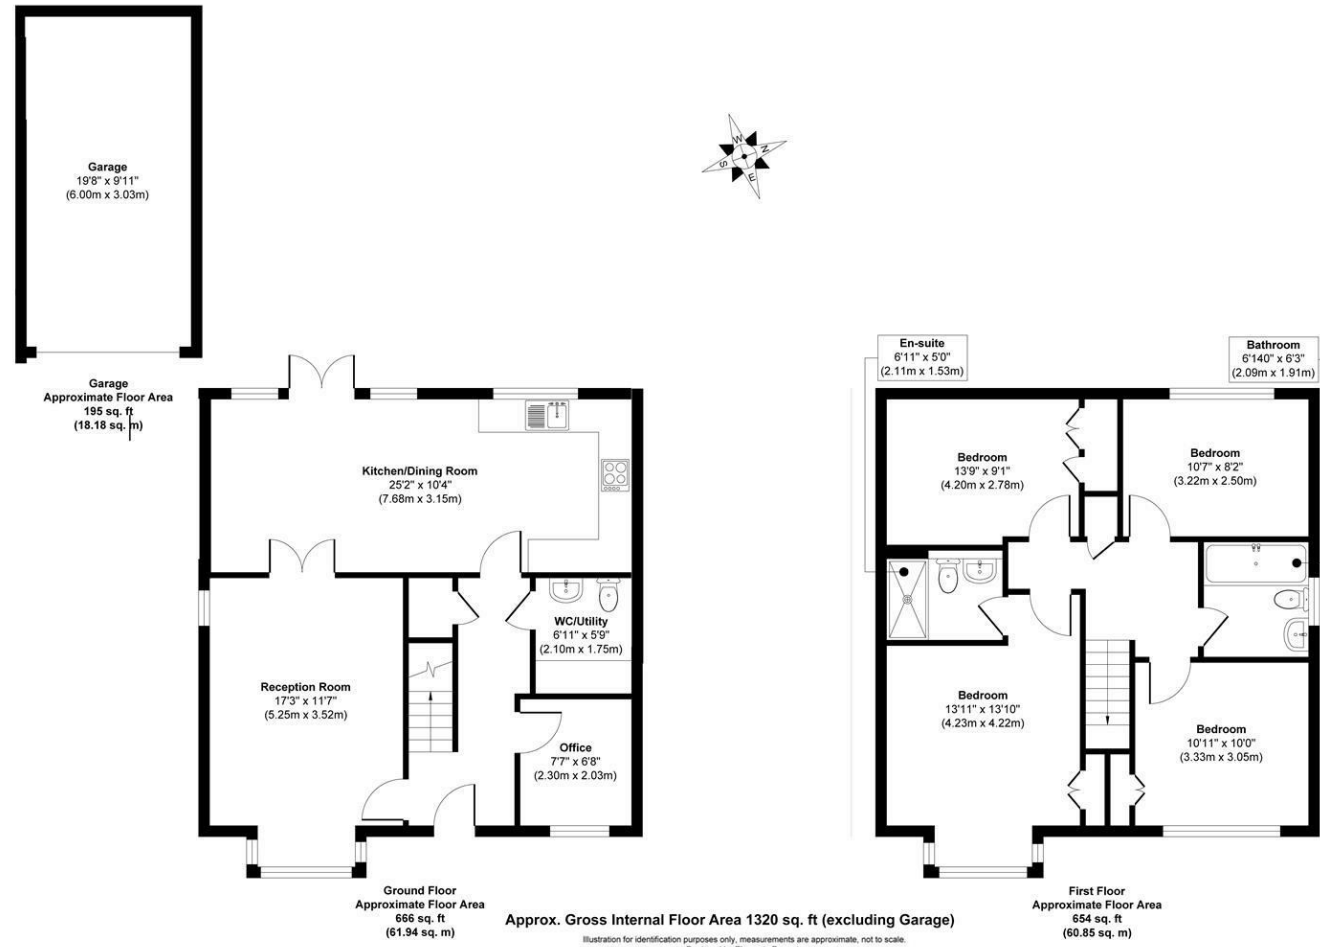 Garage
19'8" x 9'11"
(6.00m x 3.03m)
Garage
Approximate Floor Area
195 sq. ft
(18.18 sq. m)
W
N
S
E
Kitchen/Dining Room
25'2" x 10'4"
(7.68m x 3.15m)
WC/Utility
6'11" x 5'9"
(2.10m x 1.75m)
Reception Room
17'3" x 11'7"
(5.25m x 3.52m)
Office
7'7" x 6'8"
(2.30m x 2.03m)
Ground Floor
Approximate Floor Area
666 sq. ft
(61.94 sq. m)
En-suite
6'11" x 5'0"
(2.11m x 1.53m)
Bathroom
6'140" x 6'3"
(2.09m x 1.91m)
Bedroom
13'9" x 9'1"
(4.20m x 2.78m)
Bedroom
10'7" x 8'2"
(3.22m x 2.50m)
Bedroom
13'11" x 13'10"
(4.23m x 4.22m)
Bedroom
10'11" x 10'0"
(3.33m x 3.05m)
First Floor
Approximate Floor Area
654 sq. ft
(60.85 sq. m)
Approx. Gross Internal Floor Area 1320 sq. ft (excluding Garage)
Illustration for identification purposes only, measurements are approximate, not to scale.